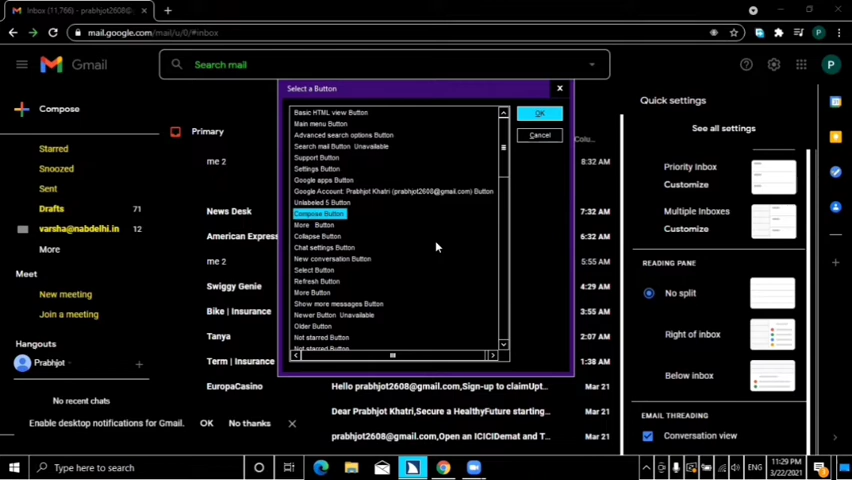 Inbox (11,766) - prabhjot2608@
mail.google.com/mail/u/0/#inbox
P
Gmail
Search mail
P
Compose
Primary
Starred
Snoozed
Sent
Drafts 71
varsha@nabdelhi.in
More
Meet
New meeting
Join a meeting
Hangouts
Prabhjot
No recent chats
Enable desktop notifications for Gmail. OK No thanks
me 2
News Desk
American Express
me 2
Swiggy Genie
Bike | Insurance
Tanya
Term | Insurance
EuropaCasino
Select a Button
Basic HTML view Button
Main menu Button
Advanced search options Button
Search mail Button Unavailable
Support Button
Settings Button
Google apps Button
Google Account: Prabhjot Khatri (prabhjot2608@gmail.com) Button
Unlabeled 5 Button
Compose Button
More Button
Collapse Button
Chat settings Button
New conversation Button
Select Button
Refresh Button
More Button
Show more messages Button
Newer Button Unavailable
Older Button
Not starred Button
Not starred Button
OK
Cancel
Colu...
8:32 AM
7:32 AM
6:44 AM
5:55 AM
4:32 AM
3:32 AM
2:07 AM
1:38 AM
Hello prabhjot2608@gmail.com,Sign-up to claimUpt... Mar 21
Dear Prabhjot Khatri,Secure a HealthyFuture starting... Mar 21
prabhjot2608@gmail.com,Open an ICICIDemat and T... Mar 21
Quick settings
See all settings
Priority Inbox
Customize
Multiple Inboxes
Customize
READING PANE
No split
Right of inbox
Below inbox
EMAIL THREADING
Conversation view
Type here to search
ENG
11:29 PM
3/22/2021